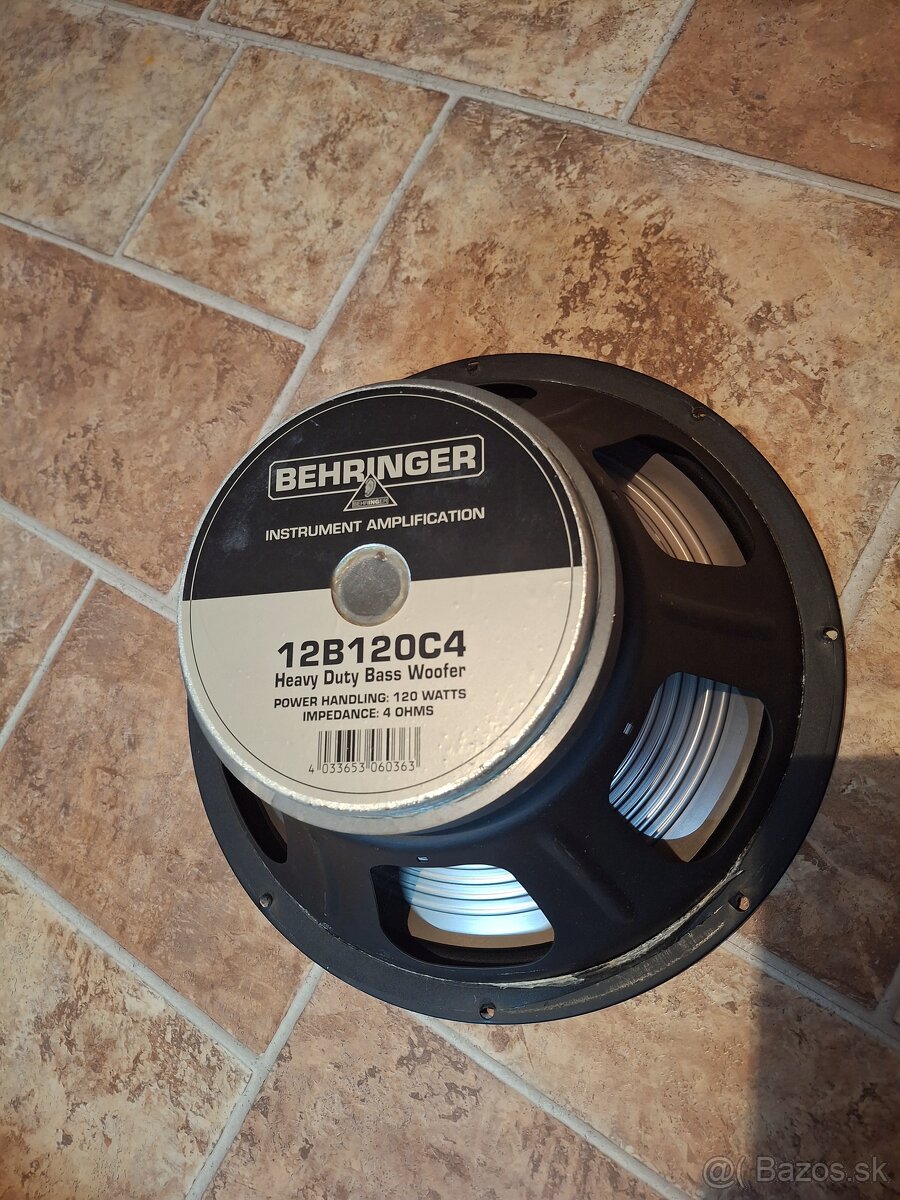 BEHRINGER
BEHRINGER
INSTRUMENT AMPLIFICATION
12B120C4
Heavy Duty Bass Woofer
POWER HANDLING: 120 WATTS
IMPEDANCE: 4 OHMS
4 033653 060363
@( Bazos.sk